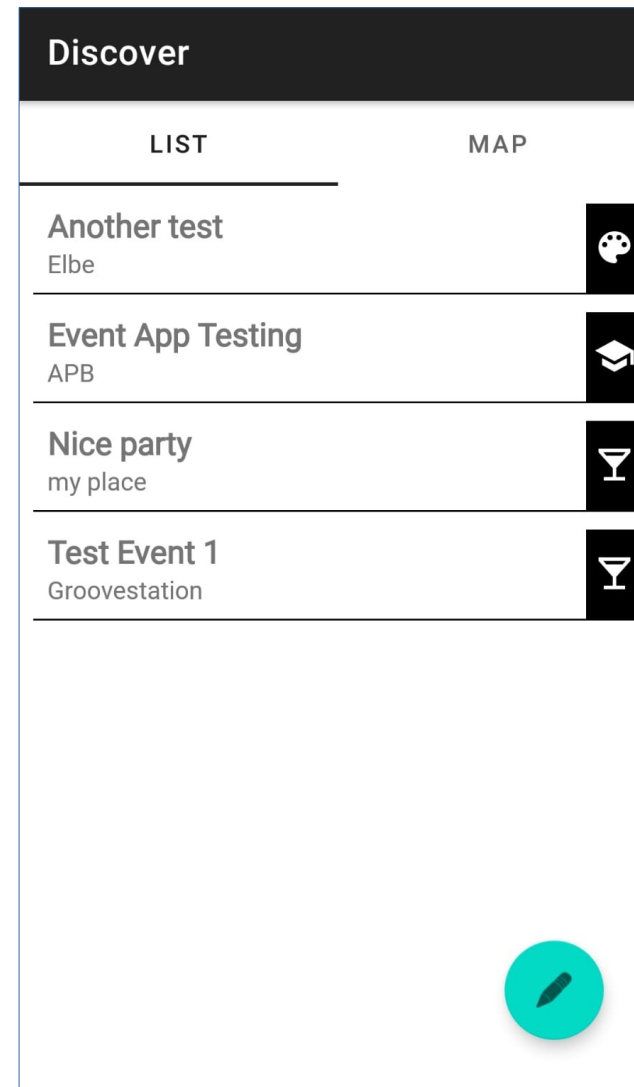 Discover
LIST MAP
Another test
Elbe
Event App Testing
APB
Nice party
my place
Test Event 1
Groovestation